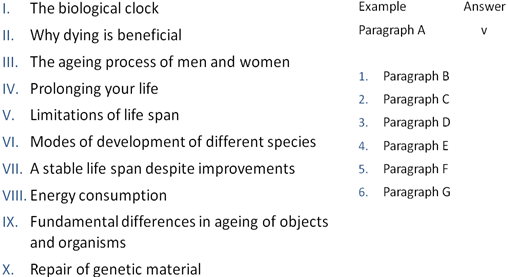 I. The biological clock
II. Why dying is beneficial
III. The ageing process of men and women
IV. Prolonging your life
V. Limitations of life span
VI. Modes of development of different species
VII. A stable life span despite improvements
VIII. Energy consumption
IX. Fundamental differences in ageing of objects
and organisms
X. Repair of genetic material
Example Answer
Paragraph A v
1. Paragraph B
2. Paragraph C
3. Paragraph D
4. Paragraph E
5. Paragraph F
6. Paragraph G